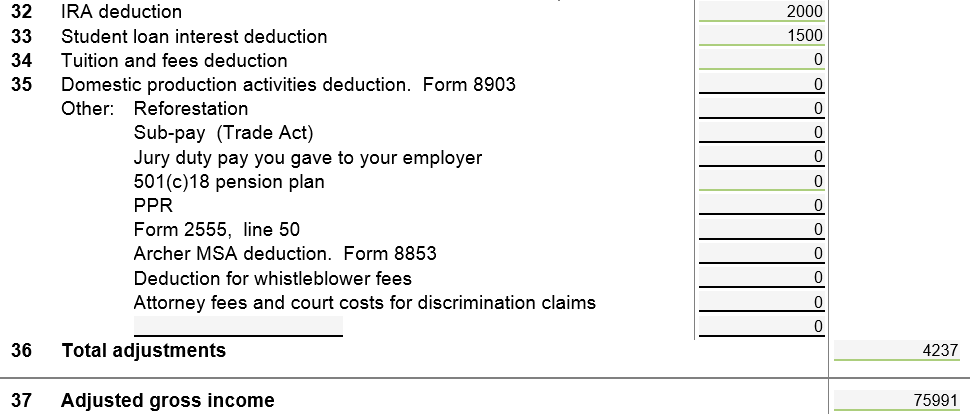 32 IRA deduction 2000
33 Student loan interest deduction 1500
34 Tuition and fees deduction 0
35 Domestic production activities deduction. Form 8903 0
Other: Reforestation 0
Sub-pay (Trade Act) 0
Jury duty pay you gave to your employer 0
501(c)18 pension plan 0
PPR 0
Form 2555, line 50 0
Archer MSA deduction. Form 8853 0
Deduction for whistleblower fees 0
Attorney fees and court costs for discrimination claims 0
0
36 Total adjustments 4237
37 Adjusted gross income 75991